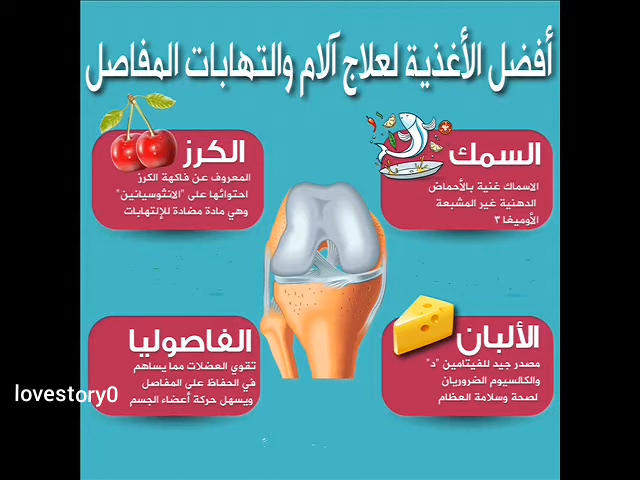 أفضل الأغذية لعلاج آلام والتهابات المفاصل
السمك
الاسماك غنية بالأحماض
الدهنية غير المشبعة
الأوميغا ٣
الكرز
المعروف عن فاكهة الكرز
احتوائها على "الانثوسيانين"
وهي مادة مضادة للإلتهابات
الألبان
مصدر جيد للفيتامين "د"
والكالسيوم الضروريان
لصحة وسلامة العظام
الفاصوليا
تقوي العضلات مما يساهم
في الحفاظ على المفاصل
ويسهل حركة أعضاء الجسم
lovestory0